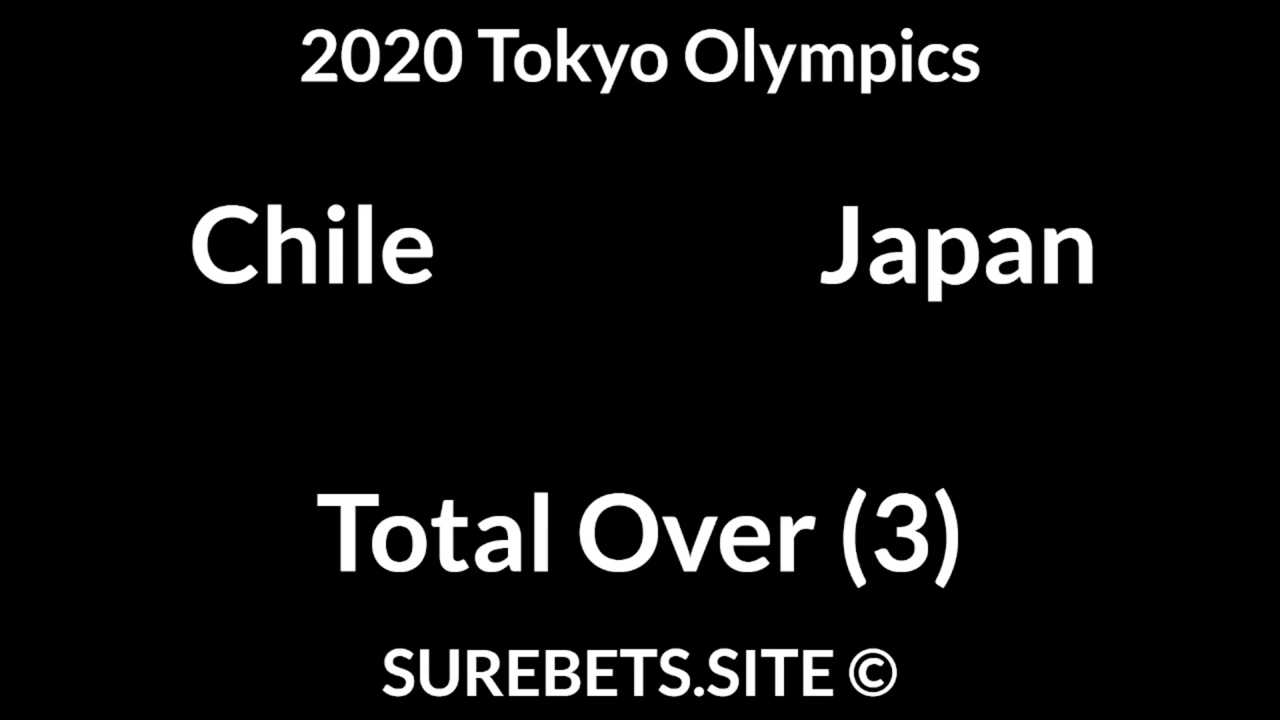 2020 Tokyo Olympics
Chile Japan
Total Over (3)
SUREBETS.SITE ©